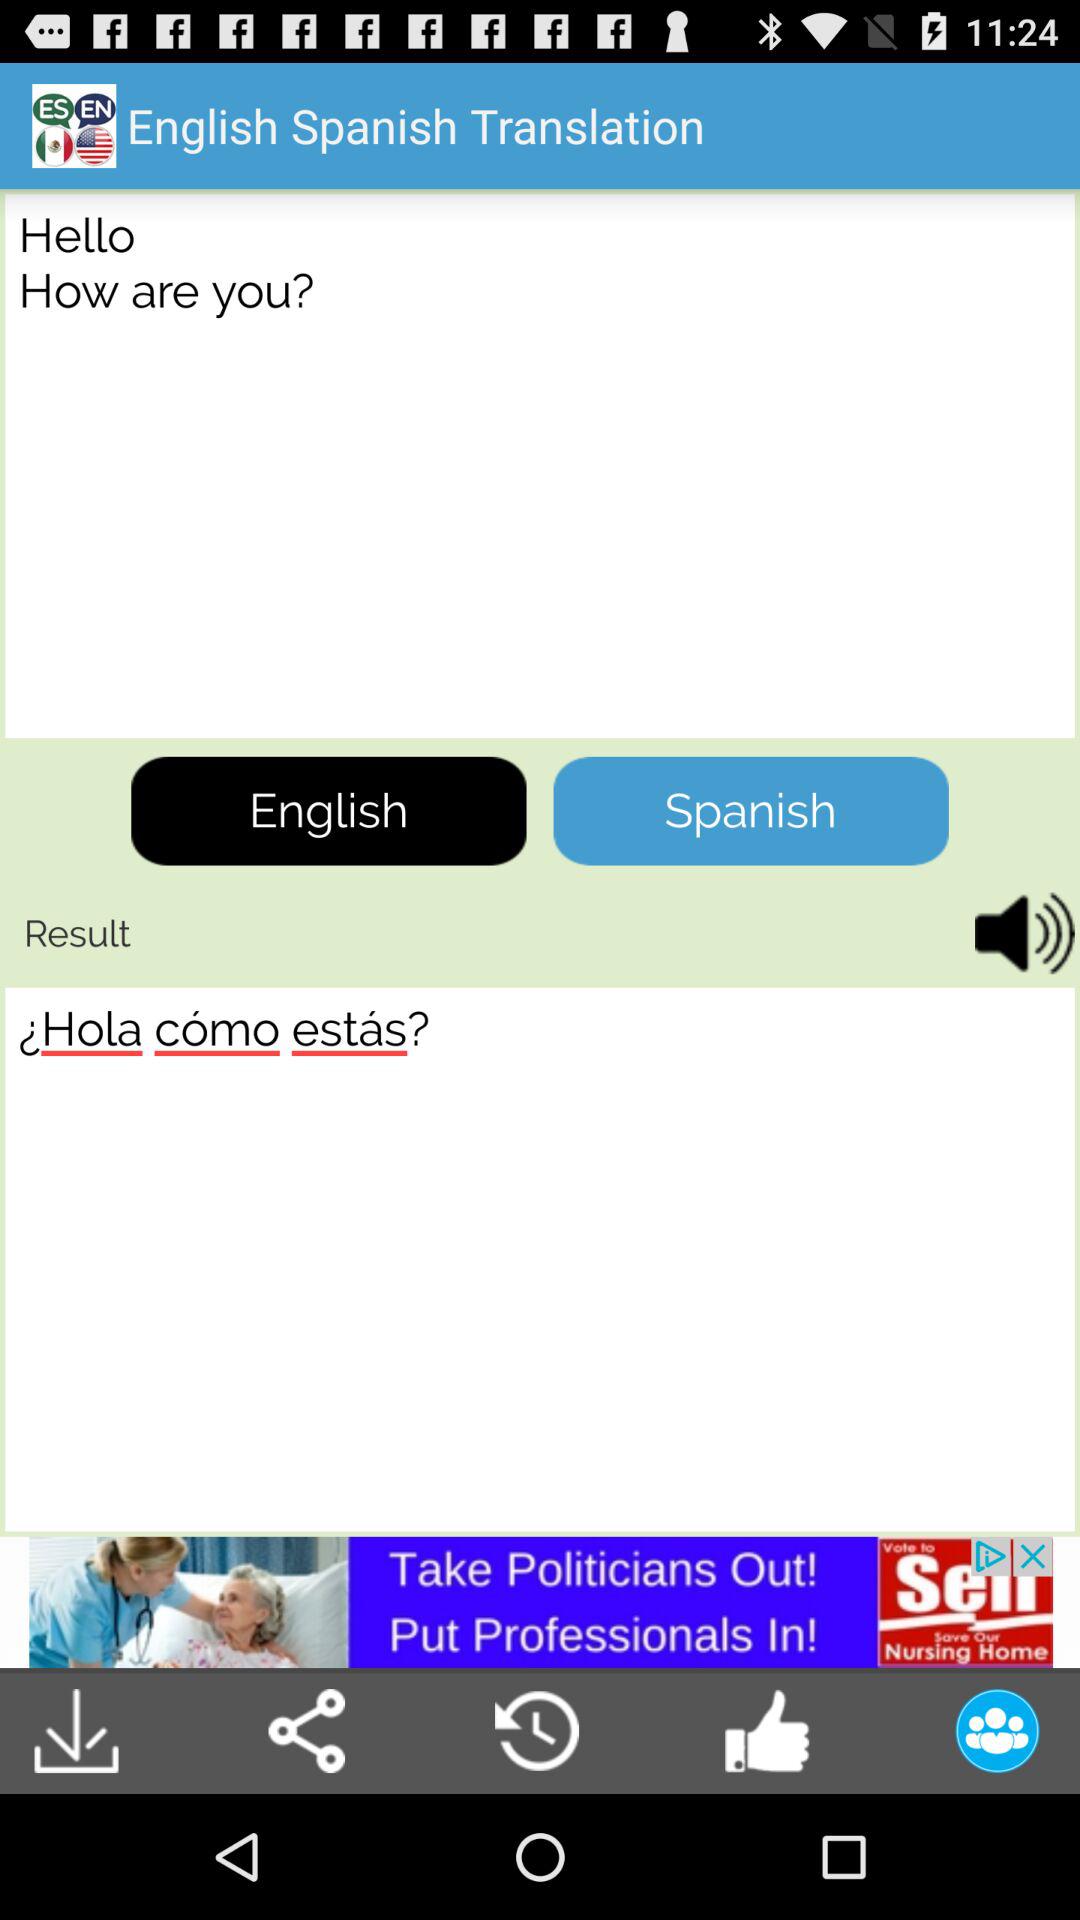 11:24
ES EN
English Spanish Translation
Hello
How are you?
English Spanish
Result
¿Hola cómo estás?
Take Politicians Out!
Put Professionals In!
Vote to
Sell
Save Our
Nursing Home